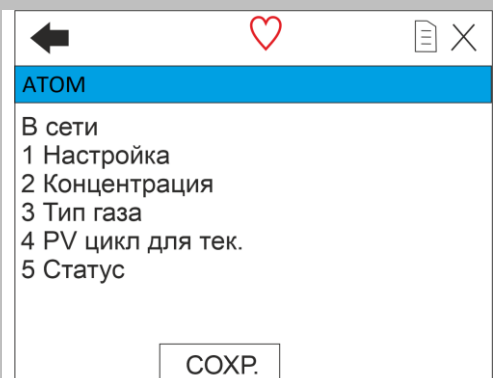 АТОМ
В сети
1 Настройка
2 Концентрация
3 Тип газа
4 PV цикл для тек.
5 Статус
СОХР.